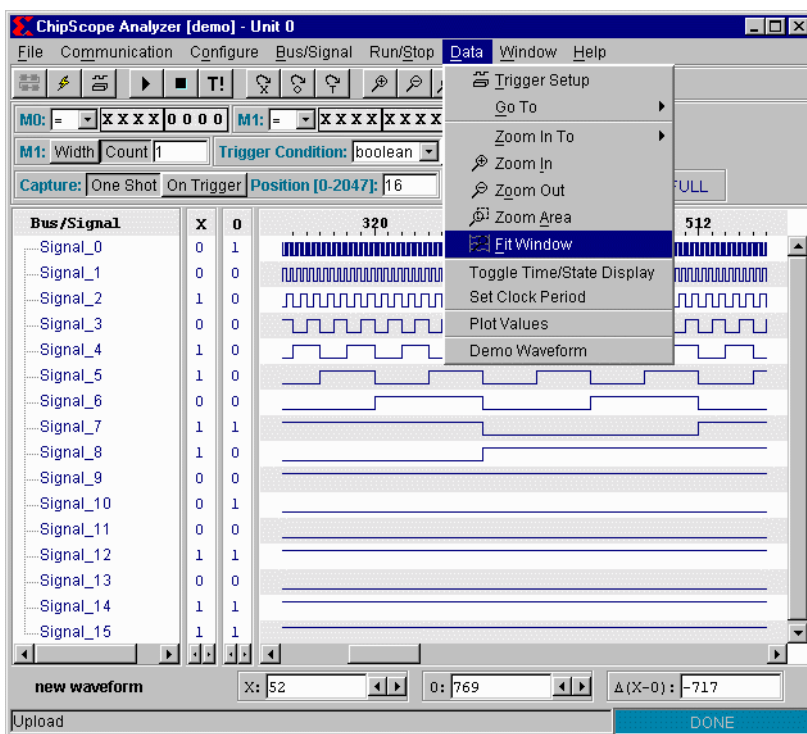 ChipScope Analyzer [demo] - Unit 0
File Communication Configure Bus/Signal Run/Stop Data Window Help
T! X O T
Trigger Setup
Go To
Zoom In To
Zoom In
Zoom Out
Zoom Area
Fit Window
Toggle Time/State Display
Set Clock Period
Plot Values
Demo Waveform
M0: = X X X X 0 0 0 0 M1: = X X X X X X X X
M1: Width Count 1 Trigger Condition: boolean
Capture: One Shot On Trigger Position [0-2047]: 16 FULL
Bus/Signal X O 320 512
Signal_0 0 1
Signal_1 0 0
Signal_2 1 0
Signal_3 0 0
Signal_4 1 0
Signal_5 1 0
Signal_6 0 0
Signal_7 1 1
Signal_8 1 0
Signal_9 0 0
Signal_10 0 1
Signal_11 0 0
Signal_12 1 1
Signal_13 0 0
Signal_14 1 1
Signal_15 1 1
new waveform X: 52 O: 769 Δ(X-O): -717
Upload DONE